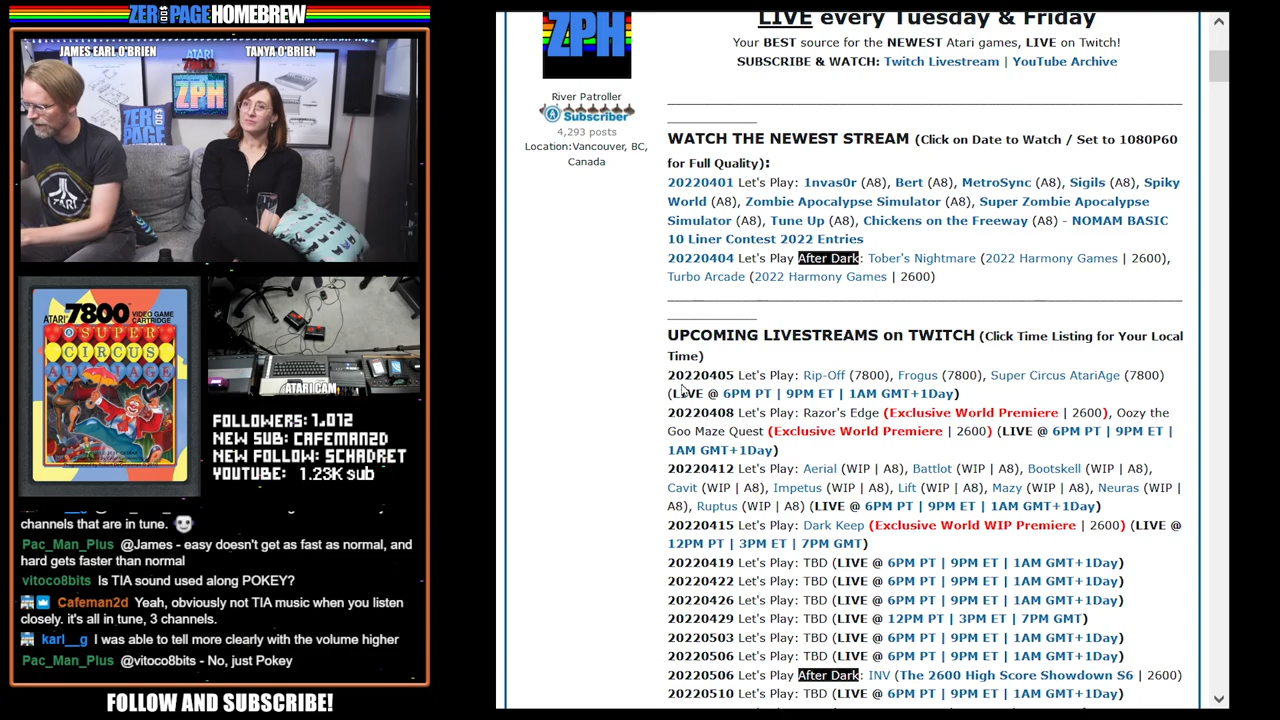 ZEROPAGE HOMEBREW
JAMES EARL O'BRIEN
TANYA O'BRIEN
ATARI
7800
ZPH
ZERO
PAGE
ATARI
ATARI 7800 VIDEO GAME CARTRIDGE
SUPER
CIRCUS
ATARIAGE
ATARI CAM
FOLLOWERS: 1,012
NEW SUB: CAFEMAN2D
NEW FOLLOW: SCHADRET
YOUTUBE: 1.23K sub
channels that are in tune.
Pac_Man_Plus @James - easy doesn't get as fast as normal, and
hard gets faster than normal
vitoco8bits Is TIA sound used along POKEY?
Cafeman2d Yeah, obviously not TIA music when you listen
closely. it's all in tune, 3 channels.
karl__g I was able to tell more clearly with the volume higher
Pac_Man_Plus @vitoco8bits - No, just Pokey
FOLLOW AND SUBSCRIBE!
ZPH
River Patroller
Subscriber
4,293 posts
Location:Vancouver, BC,
Canada
LIVE every Tuesday & Friday
Your BEST source for the NEWEST Atari games, LIVE on Twitch!
SUBSCRIBE & WATCH: Twitch Livestream | YouTube Archive
WATCH THE NEWEST STREAM (Click on Date to Watch / Set to 1080P60
for Full Quality):
20220401 Let's Play: 1nvas0r (A8), Bert (A8), MetroSync (A8), Sigils (A8), Spiky
World (A8), Zombie Apocalypse Simulator (A8), Super Zombie Apocalypse
Simulator (A8), Tune Up (A8), Chickens on the Freeway (A8) - NOMAM BASIC
10 Liner Contest 2022 Entries
20220404 Let's Play After Dark: Tober's Nightmare (2022 Harmony Games | 2600),
Turbo Arcade (2022 Harmony Games | 2600)
UPCOMING LIVESTREAMS on TWITCH (Click Time Listing for Your Local
Time)
20220405 Let's Play: Rip-Off (7800), Frogus (7800), Super Circus AtariAge (7800)
(LIVE @ 6PM PT | 9PM ET | 1AM GMT+1Day)
20220408 Let's Play: Razor's Edge (Exclusive World Premiere | 2600), Oozy the
Goo Maze Quest (Exclusive World Premiere | 2600) (LIVE @ 6PM PT | 9PM ET |
1AM GMT+1Day)
20220412 Let's Play: Aerial (WIP | A8), Battlot (WIP | A8), Bootskell (WIP | A8),
Cavit (WIP | A8), Impetus (WIP | A8), Lift (WIP | A8), Mazy (WIP | A8), Neuras (WIP |
A8), Ruptus (WIP | A8) (LIVE @ 6PM PT | 9PM ET | 1AM GMT+1Day)
20220415 Let's Play: Dark Keep (Exclusive World WIP Premiere | 2600) (LIVE @
12PM PT | 3PM ET | 7PM GMT)
20220419 Let's Play: TBD (LIVE @ 6PM PT | 9PM ET | 1AM GMT+1Day)
20220422 Let's Play: TBD (LIVE @ 6PM PT | 9PM ET | 1AM GMT+1Day)
20220426 Let's Play: TBD (LIVE @ 6PM PT | 9PM ET | 1AM GMT+1Day)
20220429 Let's Play: TBD (LIVE @ 12PM PT | 3PM ET | 7PM GMT)
20220503 Let's Play: TBD (LIVE @ 6PM PT | 9PM ET | 1AM GMT+1Day)
20220506 Let's Play: TBD (LIVE @ 6PM PT | 9PM ET | 1AM GMT+1Day)
20220506 Let's Play After Dark: INV (The 2600 High Score Showdown S6 | 2600)
20220510 Let's Play: TBD (LIVE @ 6PM PT | 9PM ET | 1AM GMT+1Day)